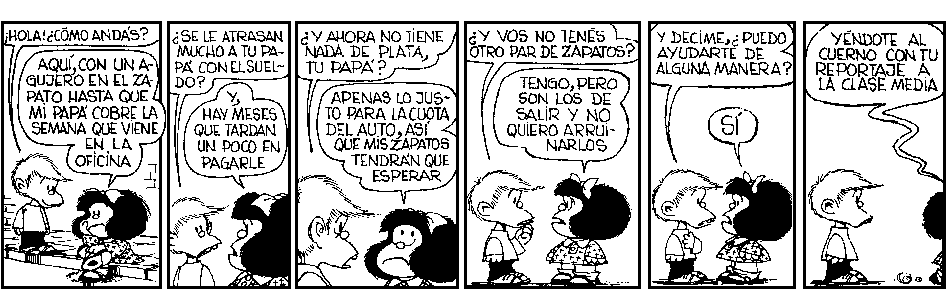 ¡HOLA! ¿CÓMO ANDÁS?
AQUÍ, CON UN A-
GUJERO EN EL ZA-
PATO HASTA QUE
MI PAPÁ COBRE LA
SEMANA QUE VIENE
EN LA
OFICINA
¿SE LE ATRASAN
MUCHO A TU PA-
PÁ CON EL SUEL-
DO?
Y,
HAY MESES
QUE TARDAN
UN POCO EN
PAGARLE
¿Y AHORA NO TIENE
NADA DE PLATA,
TU PAPÁ?
APENAS LO JUS-
TO PARA LA CUOTA
DEL AUTO, ASÍ
QUE MIS ZAPATOS
TENDRÁN QUE
ESPERAR
¿Y VOS NO TENÉS
OTRO PAR DE ZAPATOS?
TENGO, PERO
SON LOS DE
SALIR Y NO
QUIERO ARRUI-
NARLOS
Y DECIME, ¿PUEDO
AYUDARTE DE
ALGUNA MANERA?
SÍ
YÉNDOTE AL
CUERNO CON TU
REPORTAJE A
LA CLASE MEDIA